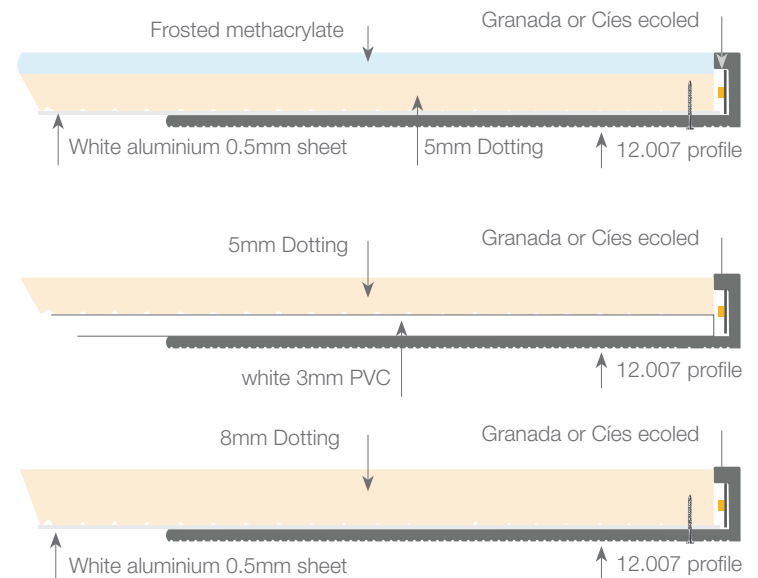 Granada or Cíes ecoled
Frosted methacrylate
White aluminium 0.5mm sheet
5mm Dotting
12.007 profile
5mm Dotting
Granada or Cíes ecoled
white 3mm PVC
12.007 profile
8mm Dotting
Granada or Cíes ecoled
White aluminium 0.5mm sheet
12.007 profile